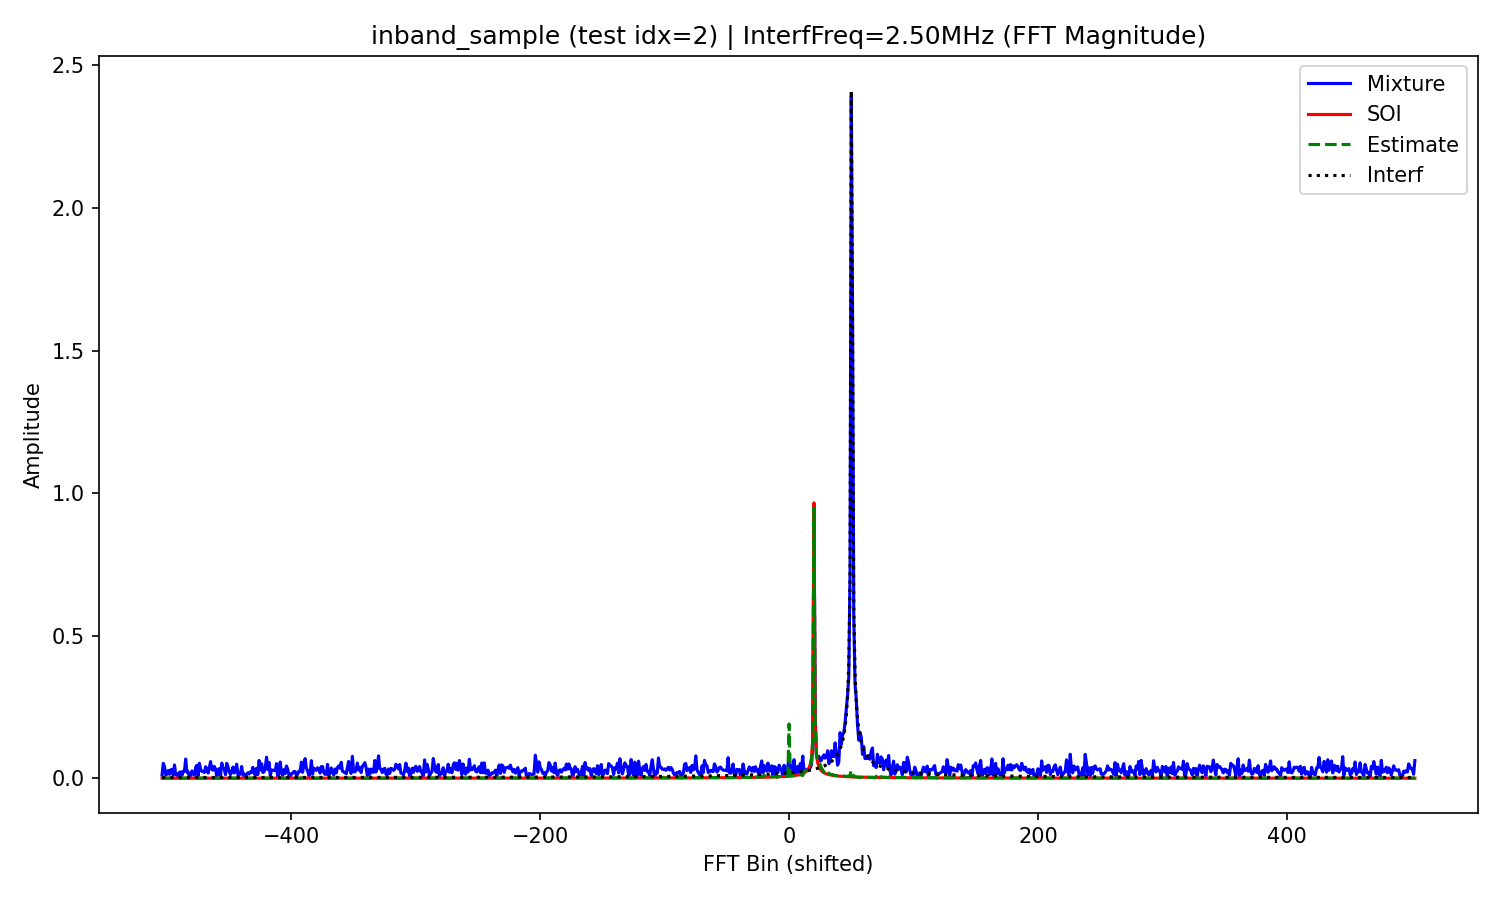 inband_sample (test idx=2) | InterfFreq=2.50MHz (FFT Magnitude)
2.5
2.0
1.5
1.0
0.5
0.0
Amplitude
Mixture
SOI
Estimate
Interf
−400
−200
0
200
400
FFT Bin (shifted)